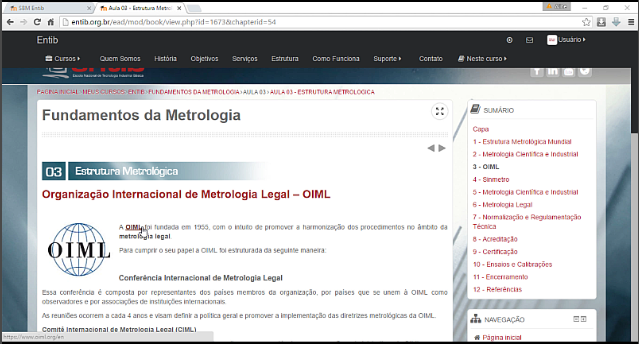 SBM Entib
Aula 03 - Estrutura Metrol
entib.org.br/ead/mod/book/view.php?id=1673&chapterid=54
Entib
Usuário
Cursos
Quem Somos
História
Objetivos
Serviços
Estrutura
Como Funciona
Suporte
Contato
Neste curso
PAGINA INICIAL › MEUS CURSOS › ENTIB › FUNDAMENTOS DA METROLOGIA › AULA 03 › AULA 03 - ESTRUTURA METROLOGICA
Fundamentos da Metrologia
03 Estrutura Metrológica
Organização Internacional de Metrologia Legal – OIML
OIML
A OIML foi fundada em 1955, com o intuito de promover a harmonização dos procedimentos no âmbito da
metrologia legal.
Para cumprir o seu papel a OIML foi estruturada da seguinte maneira:
Conferência Internacional de Metrologia Legal
Essa conferência é composta por representantes dos países membros da organização, por países que se unem à OIML como
observadores e por associações de instituições internacionais.
As reuniões ocorrem a cada 4 anos e visam definir a política geral e promover a implementação das diretrizes metrológicas da OIML.
Comitê Internacional de Metrologia Legal (CIML)
https://www.oiml.org/en
SUMÁRIO
Capa
1 - Estrutura Metrológica Mundial
2 - Metrologia Científica e Industrial
3 - OIML
4 - Sinmetro
5 - Metrologia Científica e Industrial
6 - Metrologia Legal
7 - Normalização e Regulamentação
Técnica
8 - Acreditação
9 - Certificação
10 - Ensaios e Calibrações
11 - Encerramento
12 - Referências
NAVEGAÇÃO
Página inicial